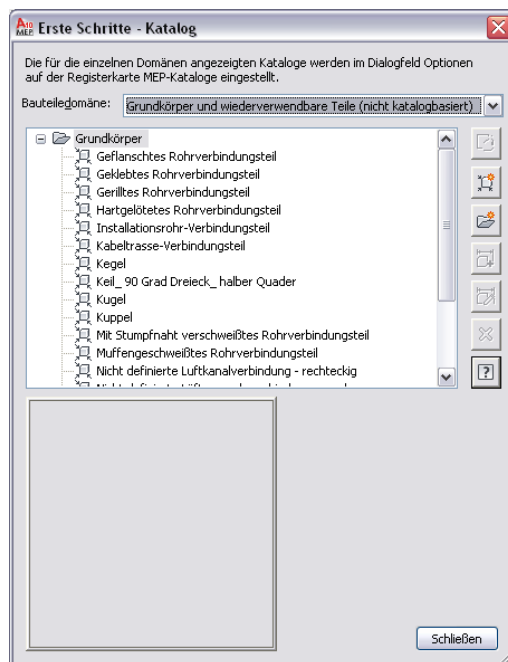 A10 MEP Erste Schritte - Katalog
Die für die einzelnen Domänen angezeigten Kataloge werden im Dialogfeld Optionen
auf der Registerkarte MEP-Kataloge eingestellt.
Bauteiledomäne: Grundkörper und wiederverwendbare Teile (nicht katalogbasiert)
Grundkörper
Geflanschtes Rohrverbindungsteil
Geklebtes Rohrverbindungsteil
Gerilltes Rohrverbindungsteil
Hartgelötetes Rohrverbindungsteil
Installationsrohr-Verbindungsteil
Kabeltrasse-Verbindungsteil
Kegel
Keil_ 90 Grad Dreieck_ halber Quader
Kugel
Kuppel
Mit Stumpfnaht verschweißtes Rohrverbindungsteil
Muffengeschweißtes Rohrverbindungsteil
Nicht definierte Luftkanalverbindung - rechteckig
Schließen